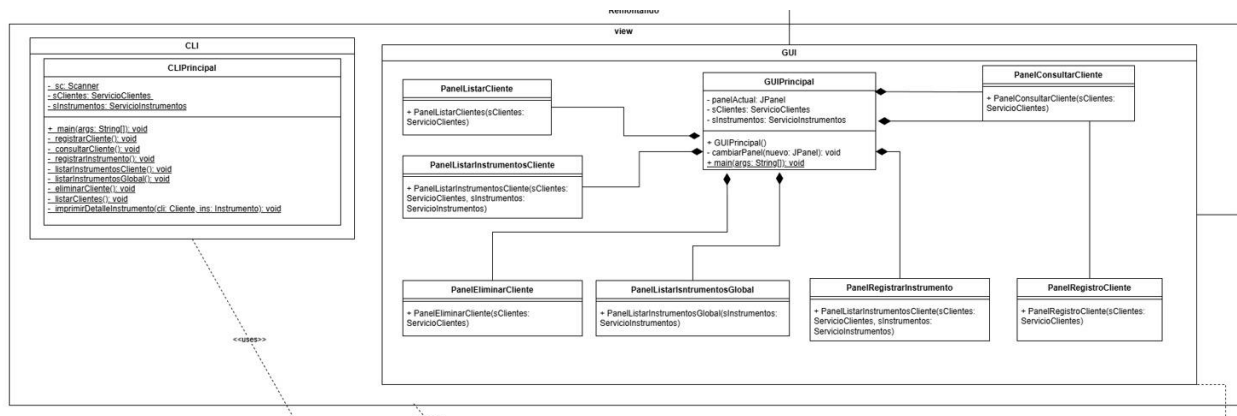 Remontando
view
CLI
CLIPrincipal
- sc: Scanner
- sClientes: ServicioClientes
- sInstrumentos: ServicioInstrumentos
+ main(args: String[]): void
- registrarCliente(): void
- consultarCliente(): void
- registrarInstrumento(): void
- listarInstrumentosCliente(): void
- listarInstrumentosGlobal(): void
- eliminarCliente(): void
- listarClientes(): void
- imprimirDetalleInstrumento(cli: Cliente, ins: Instrumento): void
<<uses>>
GUI
PanelListarCliente
+ PanelListarClientes(sClientes:
ServicioClientes)
GUIPrincipal
- panelActual: JPanel
- sClientes: ServicioClientes
- sInstrumentos: ServicioInstrumentos
+ GUIPrincipal()
- cambiarPanel(nuevo: JPanel): void
+ main(args: String[]): void
PanelConsultarCliente
+ PanelConsultarCliente(sClientes:
ServicioClientes)
PanelListarInstrumentosCliente
+ PanelListarInstrumentosCliente(sClientes:
ServicioClientes, sInstrumentos:
ServicioInstrumentos)
PanelEliminarCliente
+ PanelEliminarCliente(sClientes:
ServicioClientes)
PanelListarIsntrumentosGlobal
+ PanelListarInstrumentosGlobal(sInstrumentos:
ServicioInstrumentos)
PanelRegistrarInstrumento
+ PanelListarInstrumentosCliente(sClientes:
ServicioClientes, sInstrumentos:
ServicioInstrumentos)
PanelRegistroCliente
+ PanelRegistroCliente(sClientes:
ServicioClientes)